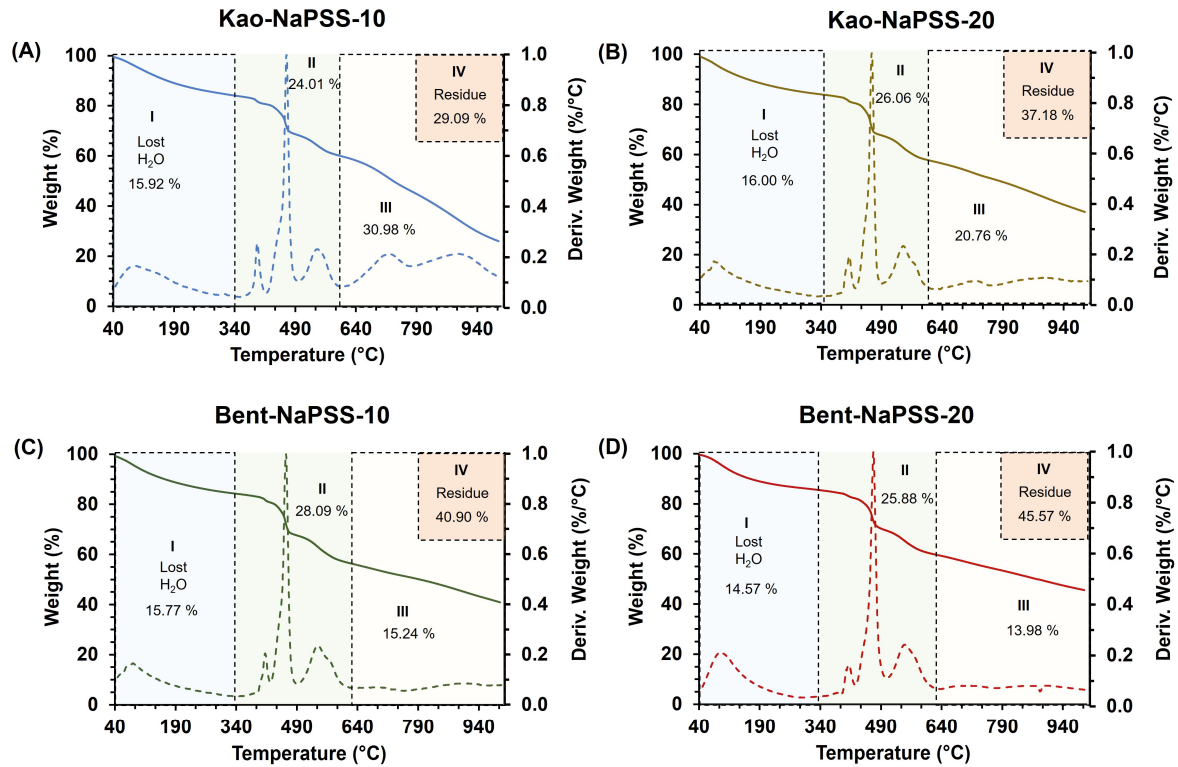 Kao-NaPSS-10
(A)
Weight (%)
100
80
60
40
20
0
I
Lost
H₂O
15.92 %
II
24.01 %
III
30.98 %
IV
Residue
29.09 %
1.0
0.8
0.6
0.4
0.2
0.0
Deriv. Weight (%/°C)
40 190 340 490 640 790 940
Temperature (°C)
Kao-NaPSS-20
(B)
Weight (%)
100
80
60
40
20
0
I
Lost
H₂O
16.00 %
II
26.06 %
III
20.76 %
IV
Residue
37.18 %
1.0
0.8
0.6
0.4
0.2
0.0
Deriv. Weight (%/°C)
40 190 340 490 640 790 940
Temperature (°C)
Bent-NaPSS-10
(C)
Weight (%)
100
80
60
40
20
0
I
Lost
H₂O
15.77 %
II
28.09 %
III
15.24 %
IV
Residue
40.90 %
1.0
0.8
0.6
0.4
0.2
0.0
Deriv. Weight (%/°C)
40 190 340 490 640 790 940
Temperature (°C)
Bent-NaPSS-20
(D)
Weight (%)
100
80
60
40
20
0
I
Lost
H₂O
14.57 %
II
25.88 %
III
13.98 %
IV
Residue
45.57 %
1.0
0.8
0.6
0.4
0.2
0.0
Deriv. Weight (%/°C)
40 190 340 490 640 790 940
Temperature (°C)